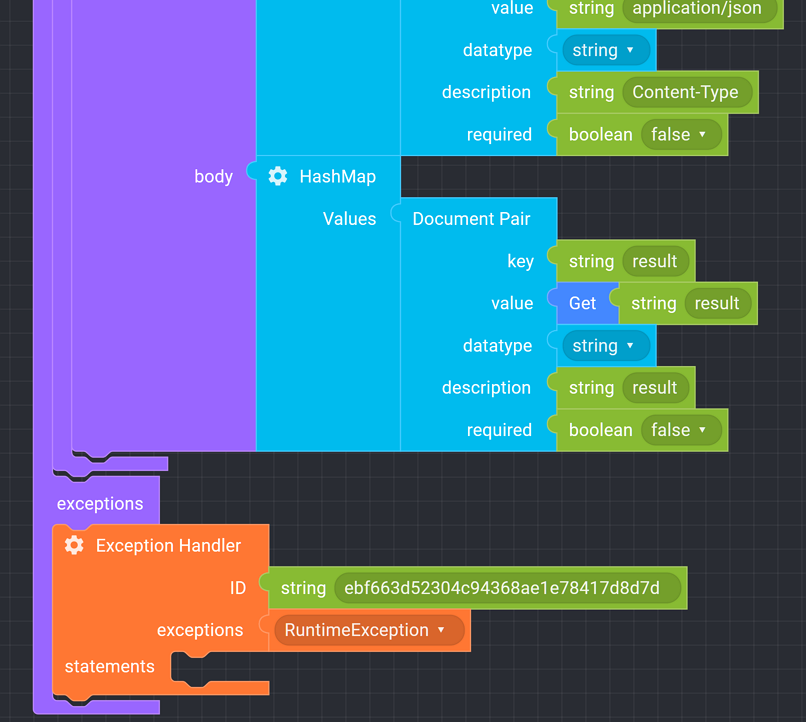 value string application/json
datatype string
description string Content-Type
required boolean false
body HashMap
Values Document Pair
key string result
value Get string result
datatype string
description string result
required boolean false
exceptions
Exception Handler
ID string ebf663d52304c94368ae1e78417d8d7d
exceptions RuntimeException
statements